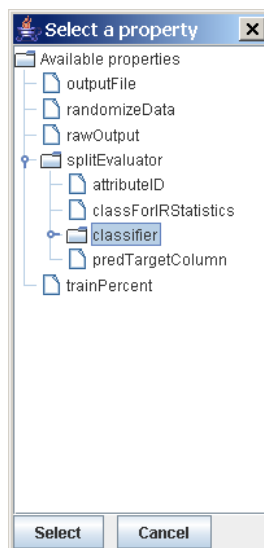 Select a property
Available properties
outputFile
randomizeData
rawOutput
splitEvaluator
attributeID
classForIRStatistics
classifier
predTargetColumn
trainPercent
Select
Cancel